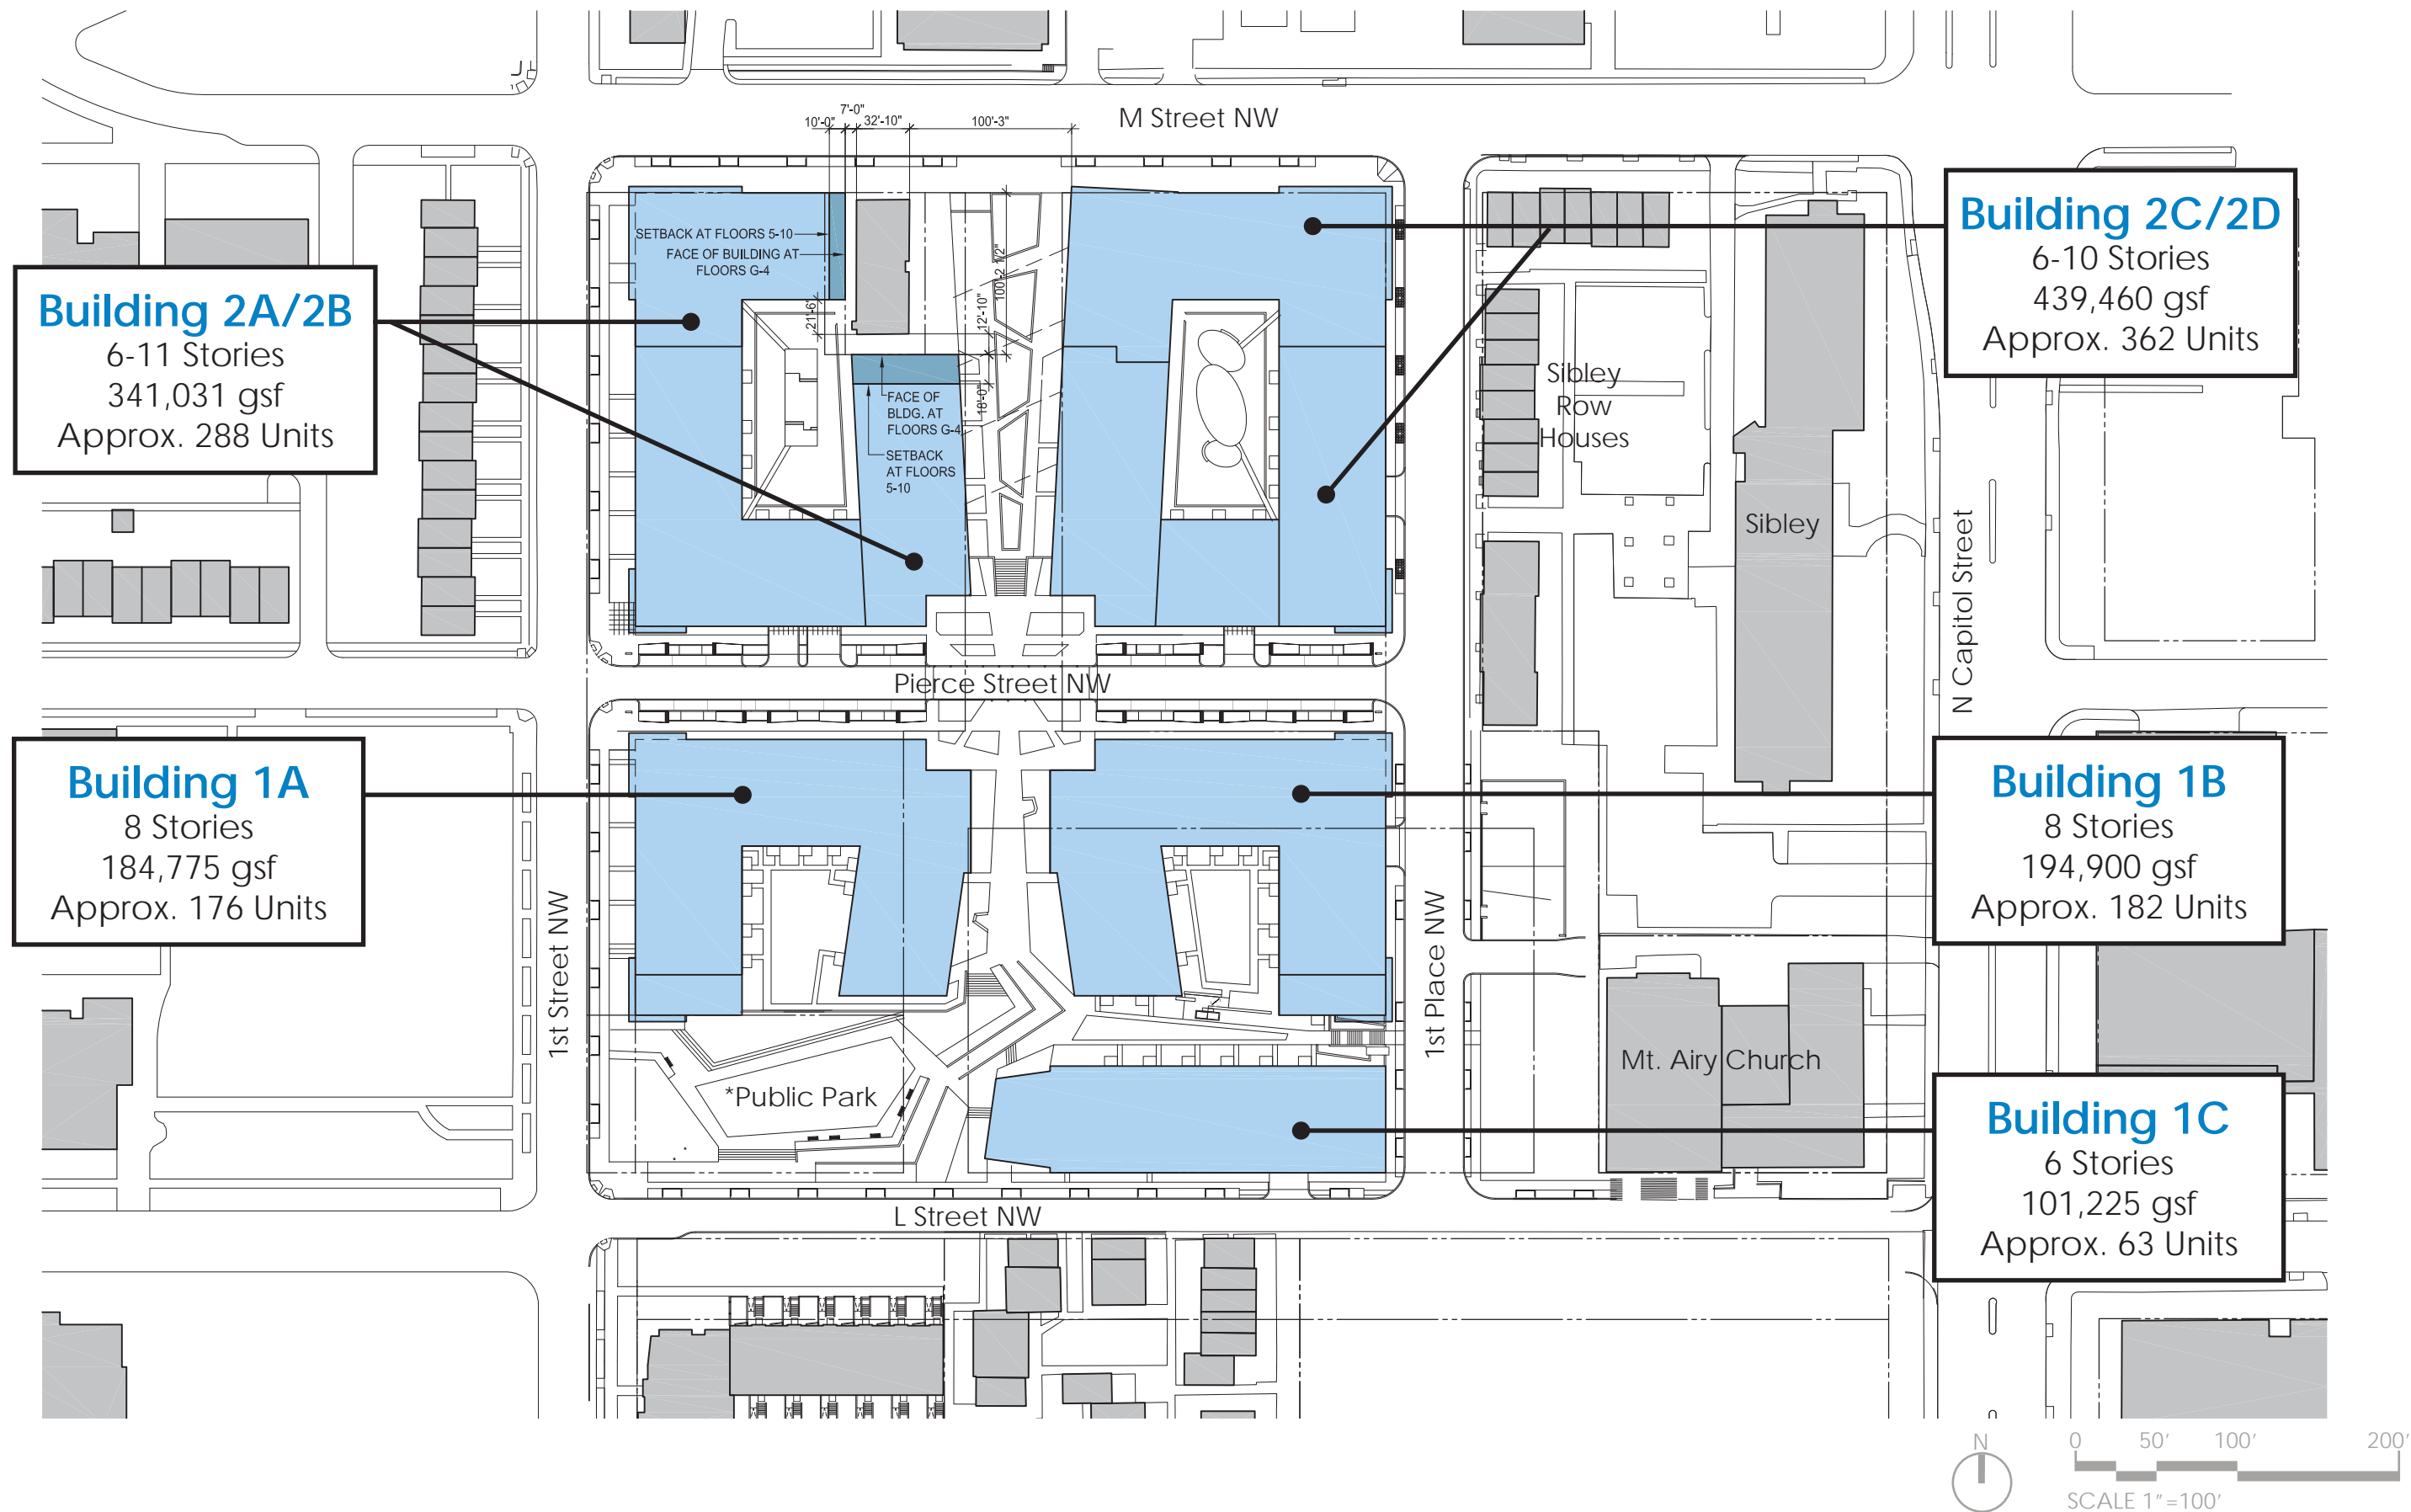 7'-0"
10'-0"
32'-10"
100'-3"
M Street NW
SETBACK AT FLOORS 5-10
FACE OF BUILDING AT
FLOORS G-4
100'-2 1/2"
21'-6"
12'-10"
18'-0"
FACE OF
BLDG. AT
FLOORS G-4
SETBACK
AT FLOORS
5-10
Building 2A/2B
6-11 Stories
341,031 gsf
Approx. 288 Units
Building 2C/2D
6-10 Stories
439,460 gsf
Approx. 362 Units
Sibley
Row
Houses
Sibley
N Capitol Street
Pierce Street NW
Building 1A
8 Stories
184,775 gsf
Approx. 176 Units
Building 1B
8 Stories
194,900 gsf
Approx. 182 Units
1st Street NW
1st Place NW
*Public Park
Mt. Airy Church
Building 1C
6 Stories
101,225 gsf
Approx. 63 Units
L Street NW
N
0 50' 100' 200'
SCALE 1"=100'